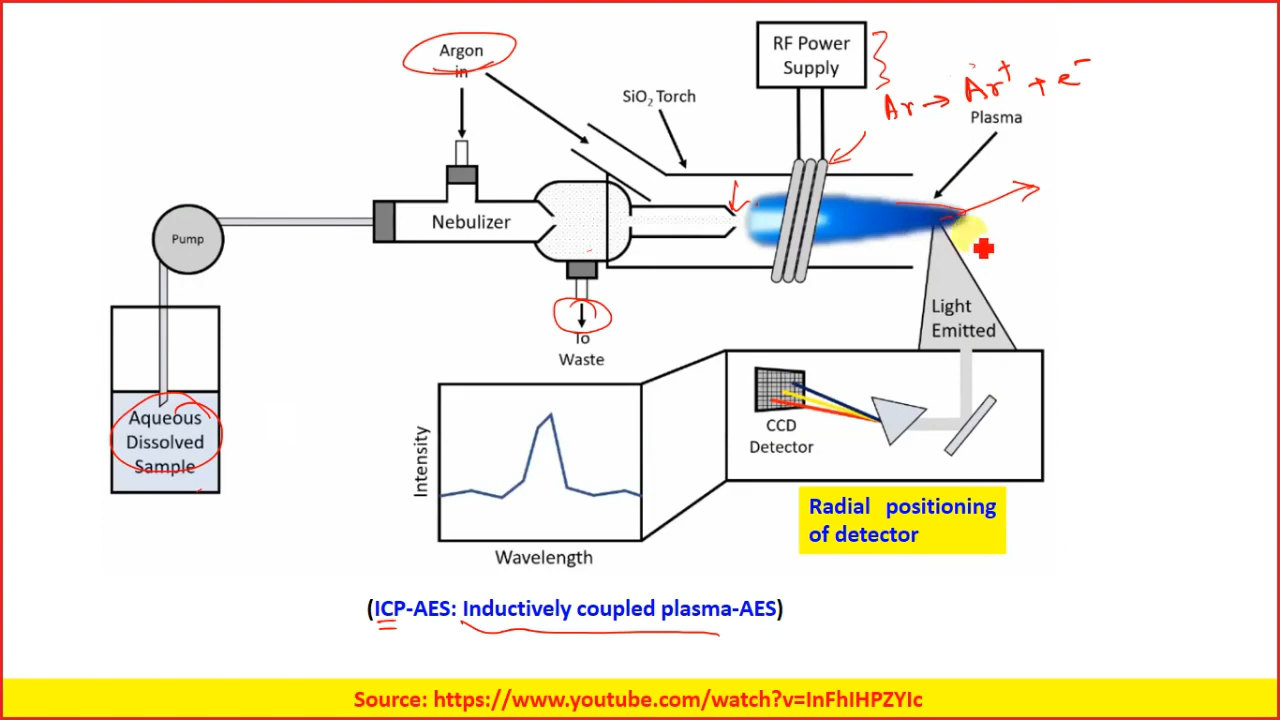 Argon
in
RF Power
Supply
Ar → Ar⁺ + e⁻
SiO₂ Torch
Plasma
Nebulizer
Pump
To
Waste
Light
Emitted
Aqueous
Dissolved
Sample
CCD
Detector
Intensity
Wavelength
Radial positioning
of detector
(ICP-AES: Inductively coupled plasma-AES)
Source: https://www.youtube.com/watch?v=InFhIHPZYIc